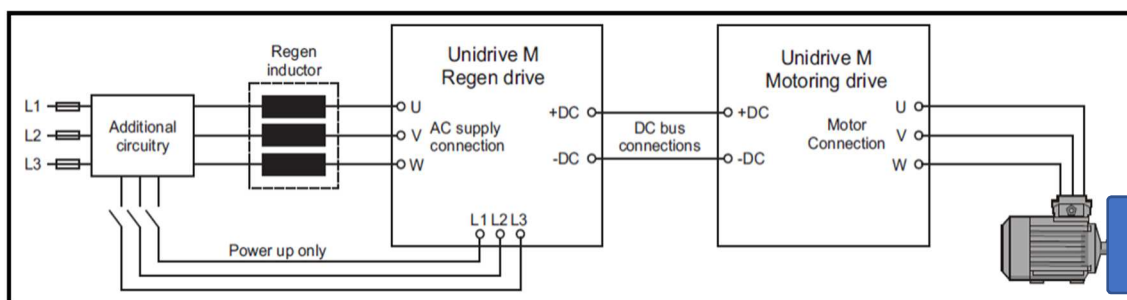 Regen
inductor
Unidrive M
Regen drive
Unidrive M
Motoring drive
L1
L2
L3
Additional
circuitry
U
V
W
AC supply
connection
+DC
-DC
DC bus
connections
+DC
-DC
Motor
Connection
U
V
W
L1 L2 L3
Power up only